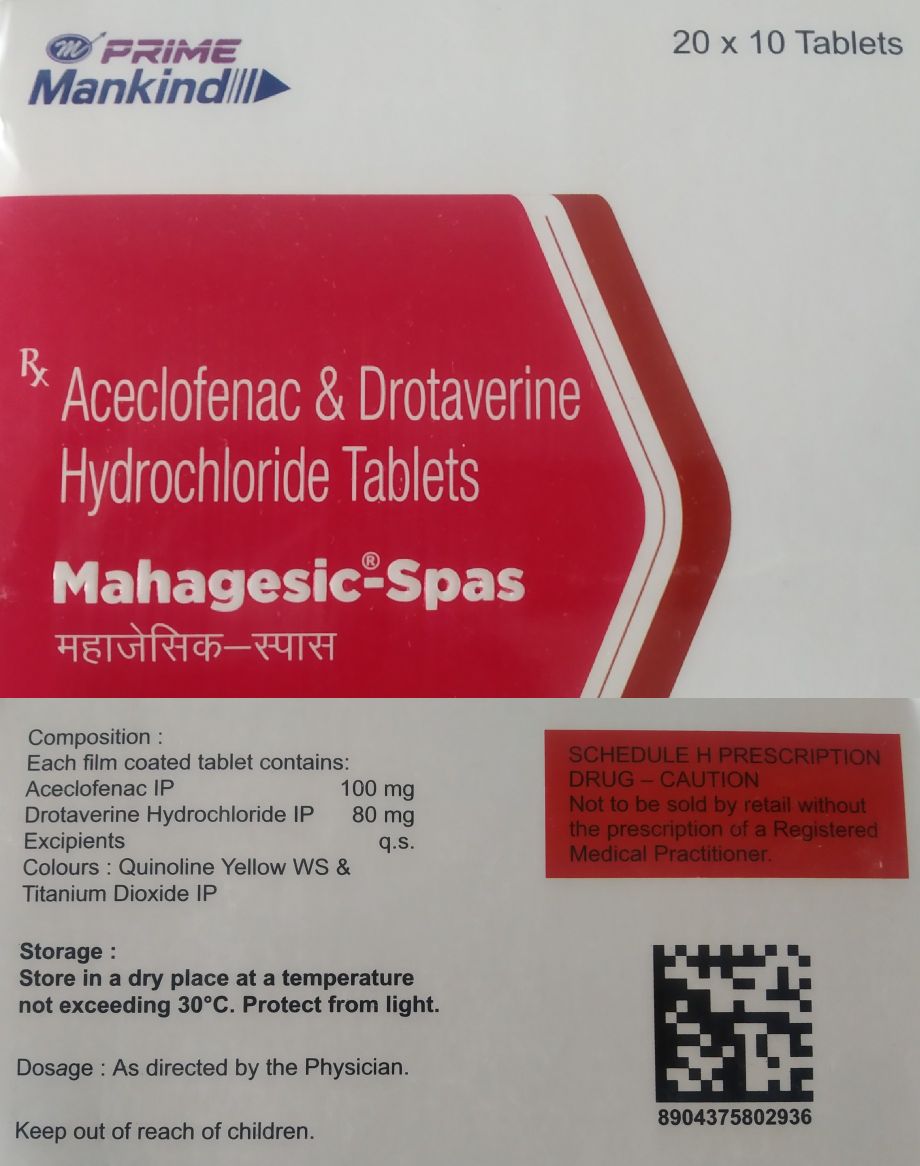 PRIME
Mankind
20 x 10 Tablets
Rx Aceclofenac & Drotaverine
Hydrochloride Tablets
Mahagesic®-Spas
महाजेसिक–स्पास
Composition :
Each film coated tablet contains:
Aceclofenac IP 100 mg
Drotaverine Hydrochloride IP 80 mg
Excipients q.s.
Colours : Quinoline Yellow WS &
Titanium Dioxide IP
Storage :
Store in a dry place at a temperature
not exceeding 30°C. Protect from light.
Dosage : As directed by the Physician.
Keep out of reach of children.
SCHEDULE H PRESCRIPTION
DRUG – CAUTION
Not to be sold by retail without
the prescription of a Registered
Medical Practitioner.
8904375802936